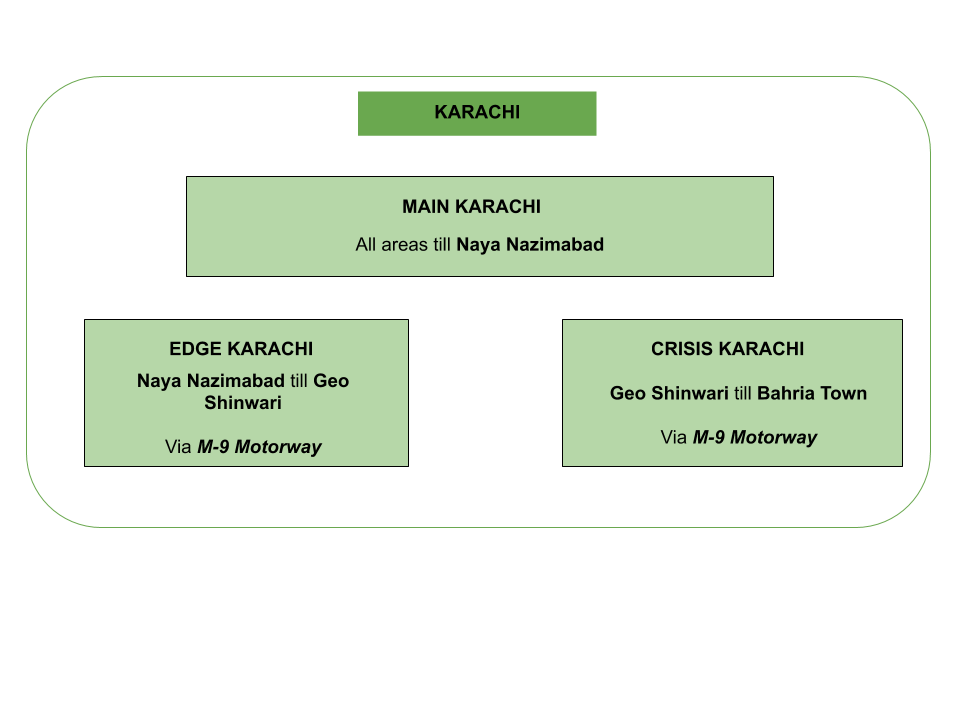 KARACHI
MAIN KARACHI
All areas till Naya Nazimabad
EDGE KARACHI
Naya Nazimabad till Geo
Shinwari
Via M-9 Motorway
CRISIS KARACHI
Geo Shinwari till Bahria Town
Via M-9 Motorway